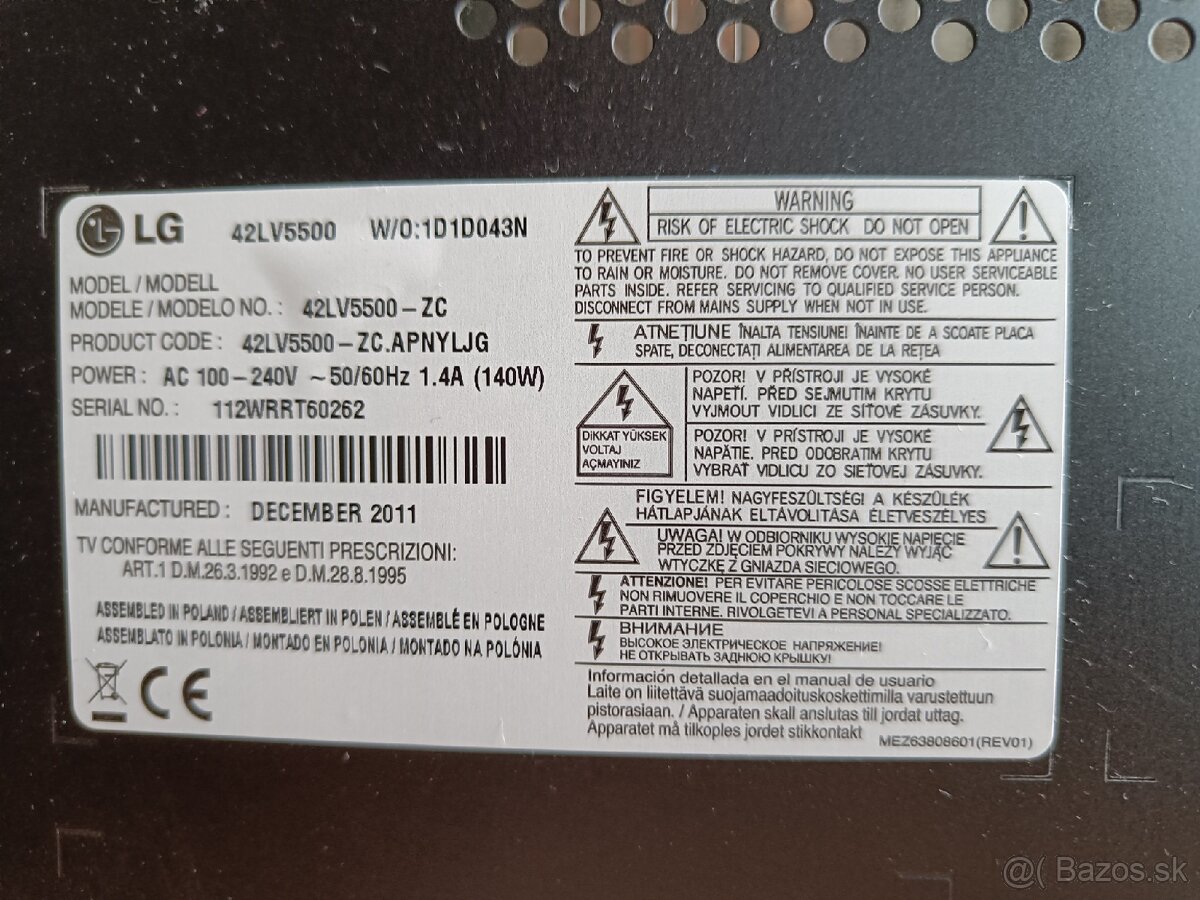 LG 42LV5500 W/O:1D1D043N
MODEL / MODELL
MODELE / MODELO NO. : 42LV5500-ZC
PRODUCT CODE : 42LV5500-ZC.APNYLJG
POWER : AC 100-240V ~50/60Hz 1.4A (140W)
SERIAL NO. : 112WRRT60262
MANUFACTURED : DECEMBER 2011
TV CONFORME ALLE SEGUENTI PRESCRIZIONI:
ART.1 D.M.26.3.1992 e D.M.28.8.1995
ASSEMBLED IN POLAND / ASSEMBLIERT IN POLEN / ASSEMBLÉ EN POLOGNE
ASSEMBLATO IN POLONIA / MONTADO EN POLONIA / MONTADO NA POLÓNIA
CE
WARNING
RISK OF ELECTRIC SHOCK DO NOT OPEN
TO PREVENT FIRE OR SHOCK HAZARD, DO NOT EXPOSE THIS APPLIANCE
TO RAIN OR MOISTURE. DO NOT REMOVE COVER. NO USER SERVICEABLE
PARTS INSIDE. REFER SERVICING TO QUALIFIED SERVICE PERSON.
DISCONNECT FROM MAINS SUPPLY WHEN NOT IN USE.
ATNEȚIUNE ÎNALTA TENSIUNE! ÎNAINTE DE A SCOATE PLACA
SPATE, DECONECTAȚI ALIMENTAREA DE LA REȚEA
DIKKAT YÜKSEK
VOLTAJ
AÇMAYINIZ
POZOR! V PŘÍSTROJI JE VYSOKÉ
NAPETÍ. PŘED SEJMUTIM KRYTU
VYJMOUT VIDLICI ZE SÍTOVÉ ZÁSUVKY.
POZOR! V PRÍSTROJI JE VYSOKÉ
NAPÄTIE. PRED ODOBRATIM KRYTU
VYBRAŤ VIDLICU ZO SIEŤOVEJ ZÁSUVKY.
FIGYELEM! NAGYFESZÜLTSÉG! A KÉSZÜLÉK
HÁTLAPJÁNAK ELTÁVOLITÁSA ÉLETVESZÉLYES
UWAGA! W ODBIORNIKU WYSOKIE NAPIĘCIE
PRZED ZDJĘCIEM POKRYWY NALEŻY WYJĄĆ
WTYCZKĘ Z GNIAZDA SIECIOWEGO.
ATTENZIONE! PER EVITARE PERICOLOSE SCOSSE ELETTRICHE
NON RIMUOVERE IL COPERCHIO E NON TOCCARE LE
PARTI INTERNE. RIVOLGETEVI A PERSONAL SPECIALIZZATO.
ВНИМАНИЕ
ВЫСОКОЕ ЭЛЕКТРИЧЕСКОЕ НАПРЯЖЕНИЕ!
НЕ ОТКРЫВАТЬ ЗАДНЮЮ КРЫШКУ!
Información detallada en el manual de usuario
Laite on liitettävä suojamaadoituskoskettimilla varustettuun
pistorasiaan. / Apparaten skall anslutas till jordat uttag.
Apparatet må tilkoples jordet stikkontakt
MEZ63808601(REV01)
@( Bazos.sk